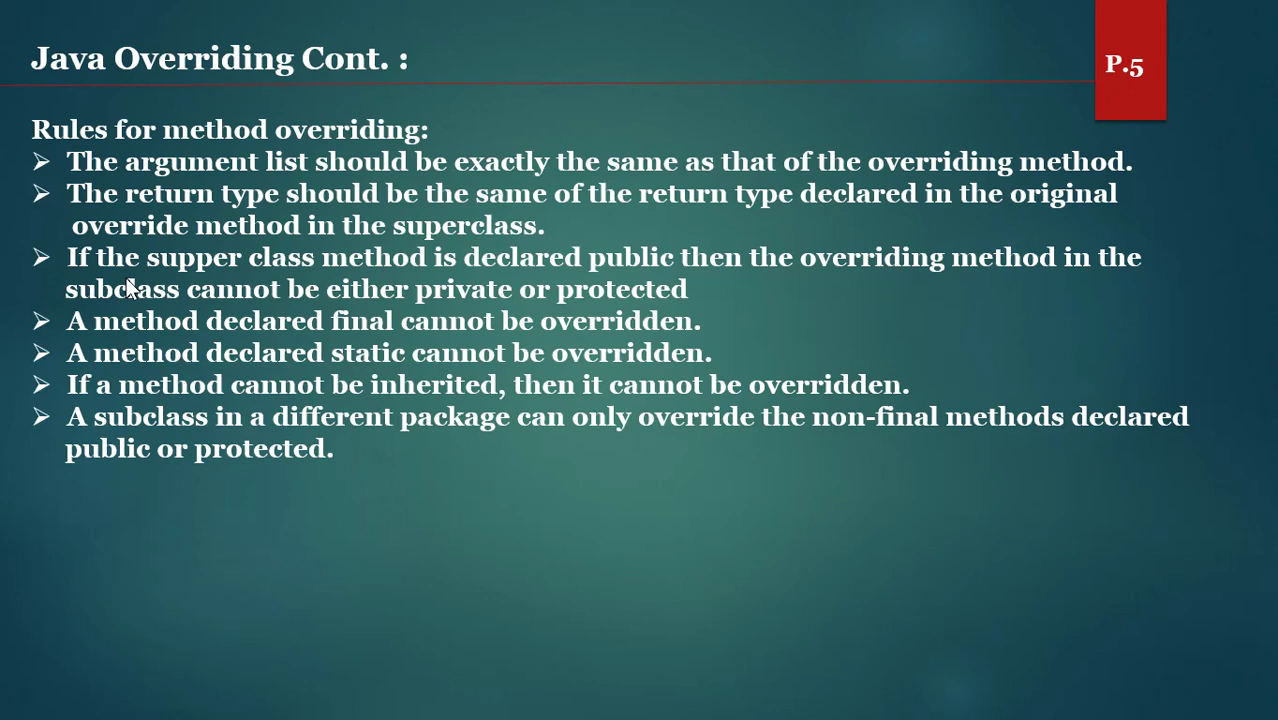 Java Overriding Cont. :
P.5
Rules for method overriding:
➢ The argument list should be exactly the same as that of the overriding method.
➢ The return type should be the same of the return type declared in the original
override method in the superclass.
➢ If the supper class method is declared public then the overriding method in the
subclass cannot be either private or protected
➢ A method declared final cannot be overridden.
➢ A method declared static cannot be overridden.
➢ If a method cannot be inherited, then it cannot be overridden.
➢ A subclass in a different package can only override the non-final methods declared
public or protected.